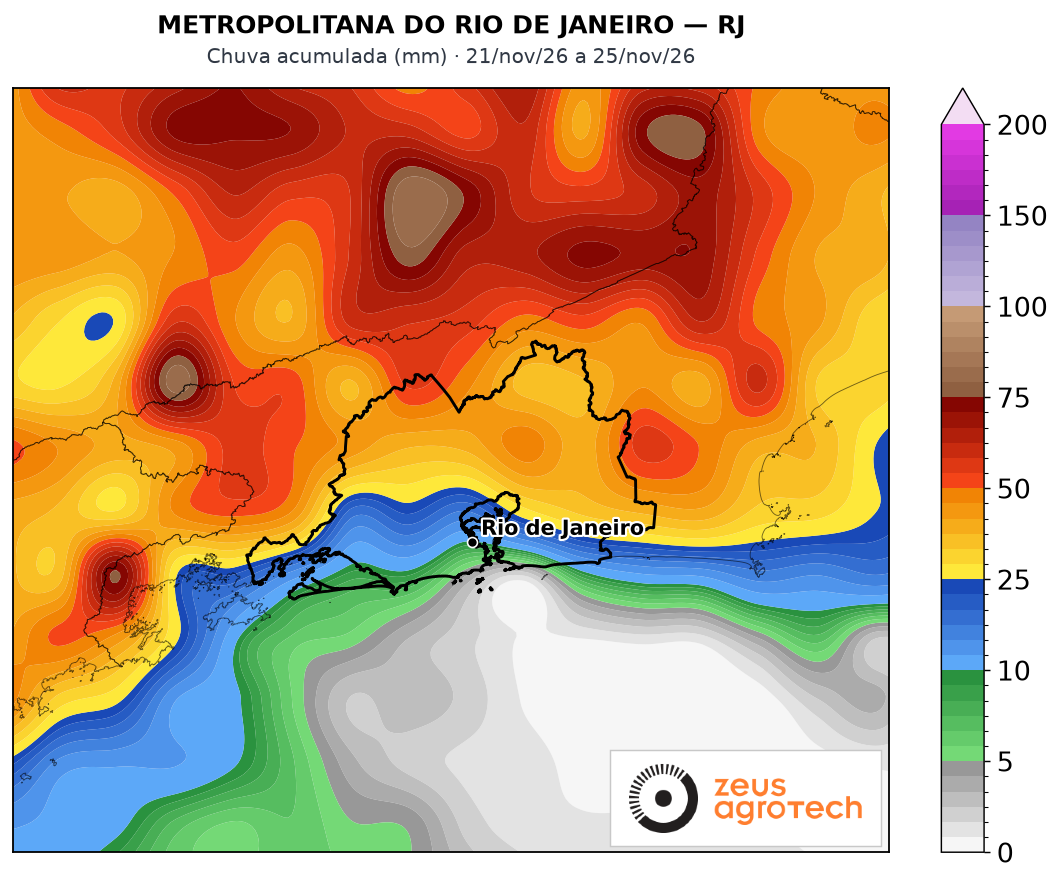 METROPOLITANA DO RIO DE JANEIRO — RJ
Chuva acumulada (mm) · 21/nov/26 a 25/nov/26
200
150
100
75
50
25
10
5
0
Rio de Janeiro
zeus
agrotech